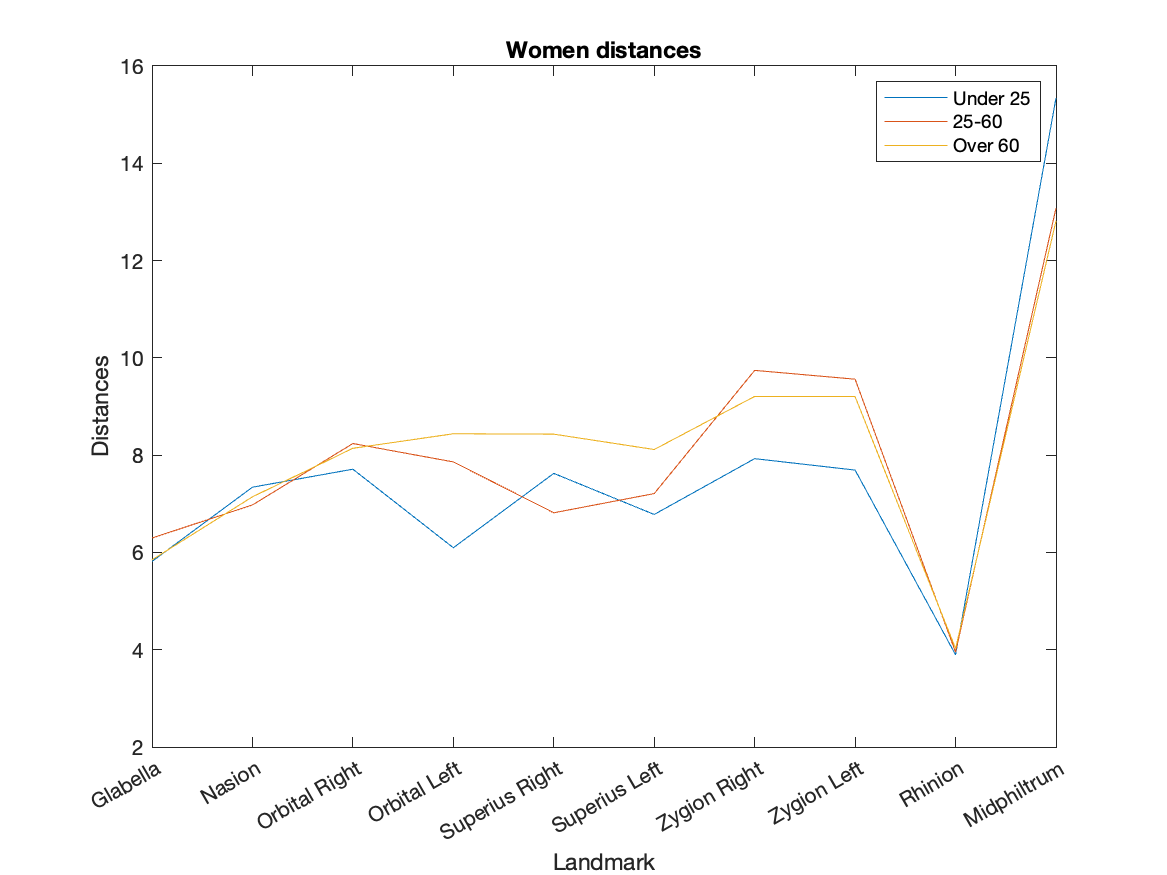 Women distances
16
14
12
10
8
6
4
2
Distances
Under 25
25-60
Over 60
Glabella
Nasion
Orbital Right
Orbital Left
Superius Right
Superius Left
Zygion Right
Zygion Left
Rhinion
Midphiltrum
Landmark